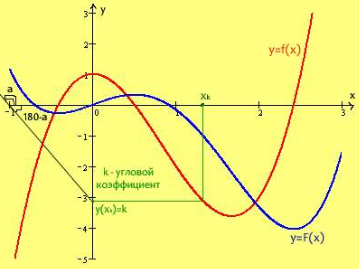 y
3
2
1
y=f(x)
a
xₖ
x
-1
0
1
2
3
180-a
-1
k - угловой
коэффициент
-2
-3
y(xₖ)=k
-4
y=F(x)
-5